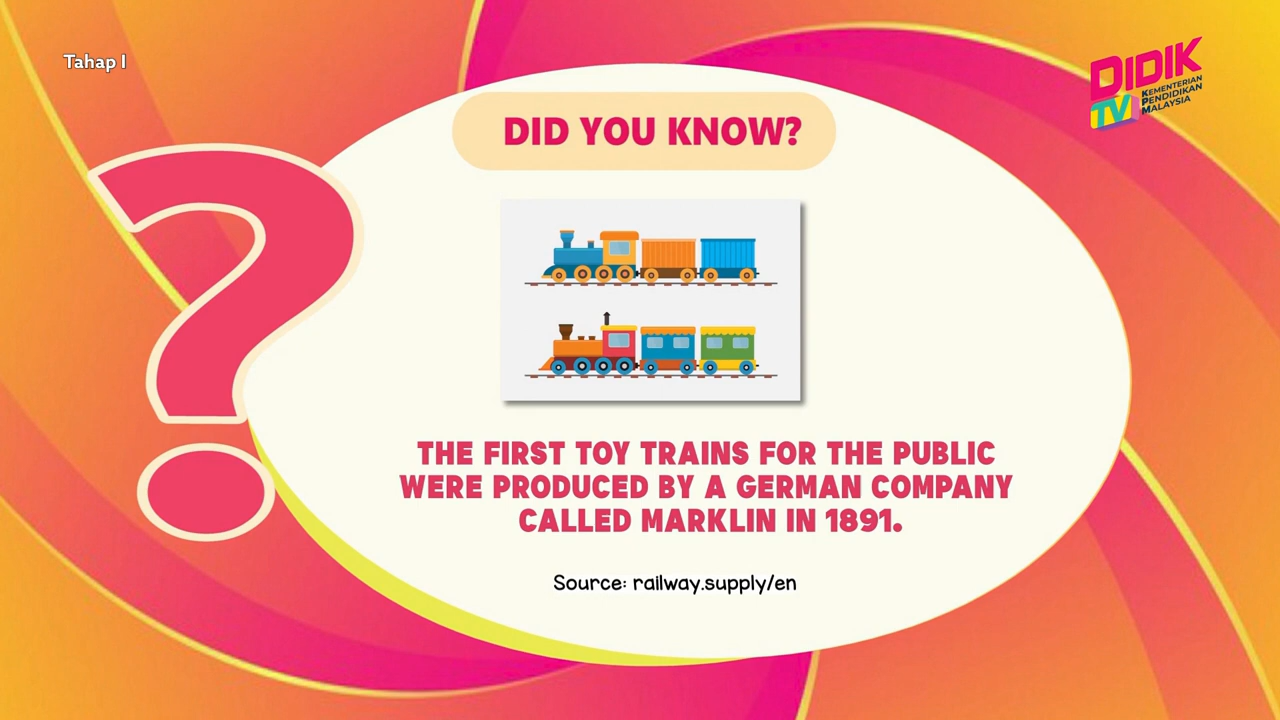 Tahap I
DIDIK
TV
KEMENTERIAN
PENDIDIKAN
MALAYSIA
DID YOU KNOW?
?
THE FIRST TOY TRAINS FOR THE PUBLIC
WERE PRODUCED BY A GERMAN COMPANY
CALLED MARKLIN IN 1891.
Source: railway.supply/en